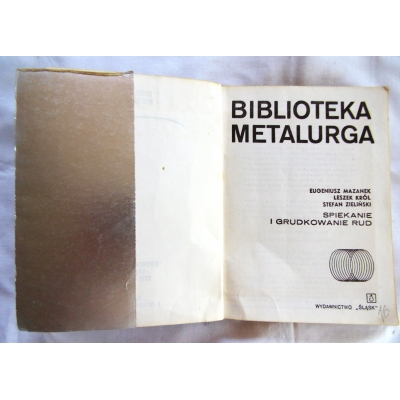 BIBLIOTEKA
METALURGA
EUGENIUSZ MAZANEK
LESZEK KRÓL
STEFAN ZIELIŃSKI
SPIEKANIE
I GRUDKOWANIE RUD
WYDAWNICTWO „ŚLĄSK"